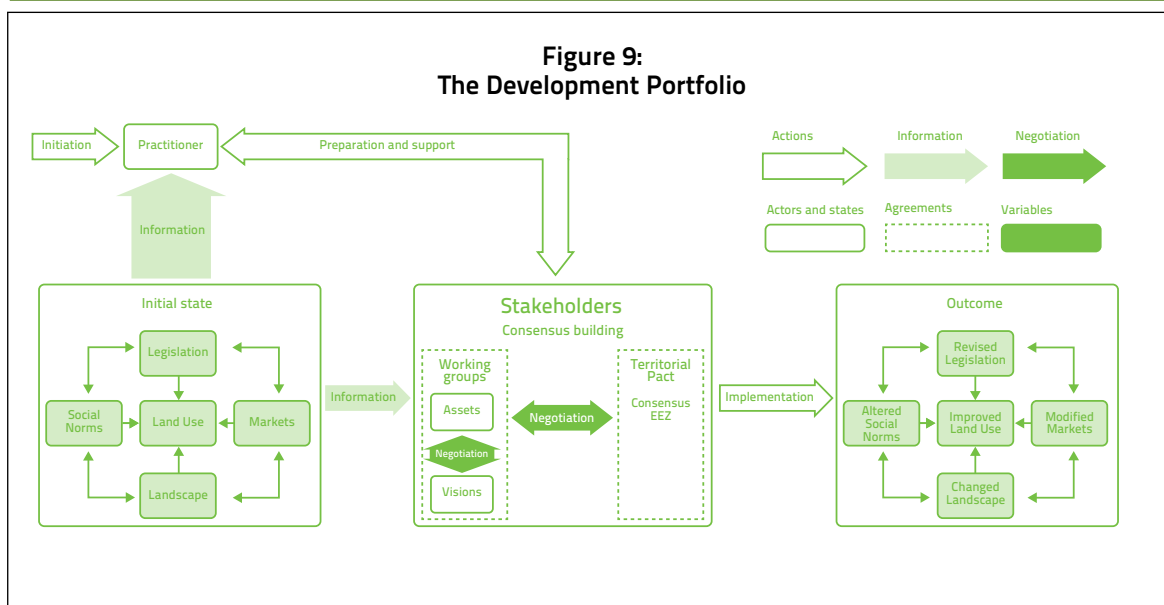 Figure 9:
The Development Portfolio
Initiation
Practitioner
Preparation and support
Actions
Information
Negotiation
Actors and states
Agreements
Variables
Information
Initial state
Legislation
Social
Norms
Land Use
Markets
Landscape
Information
Stakeholders
Consensus building
Working
groups
Assets
Negotiation
Visions
Negotiation
Territorial
Pact
Consensus
EEZ
Implementation
Outcome
Revised
Legislation
Altered
Social
Norms
Improved
Land Use
Modified
Markets
Changed
Landscape